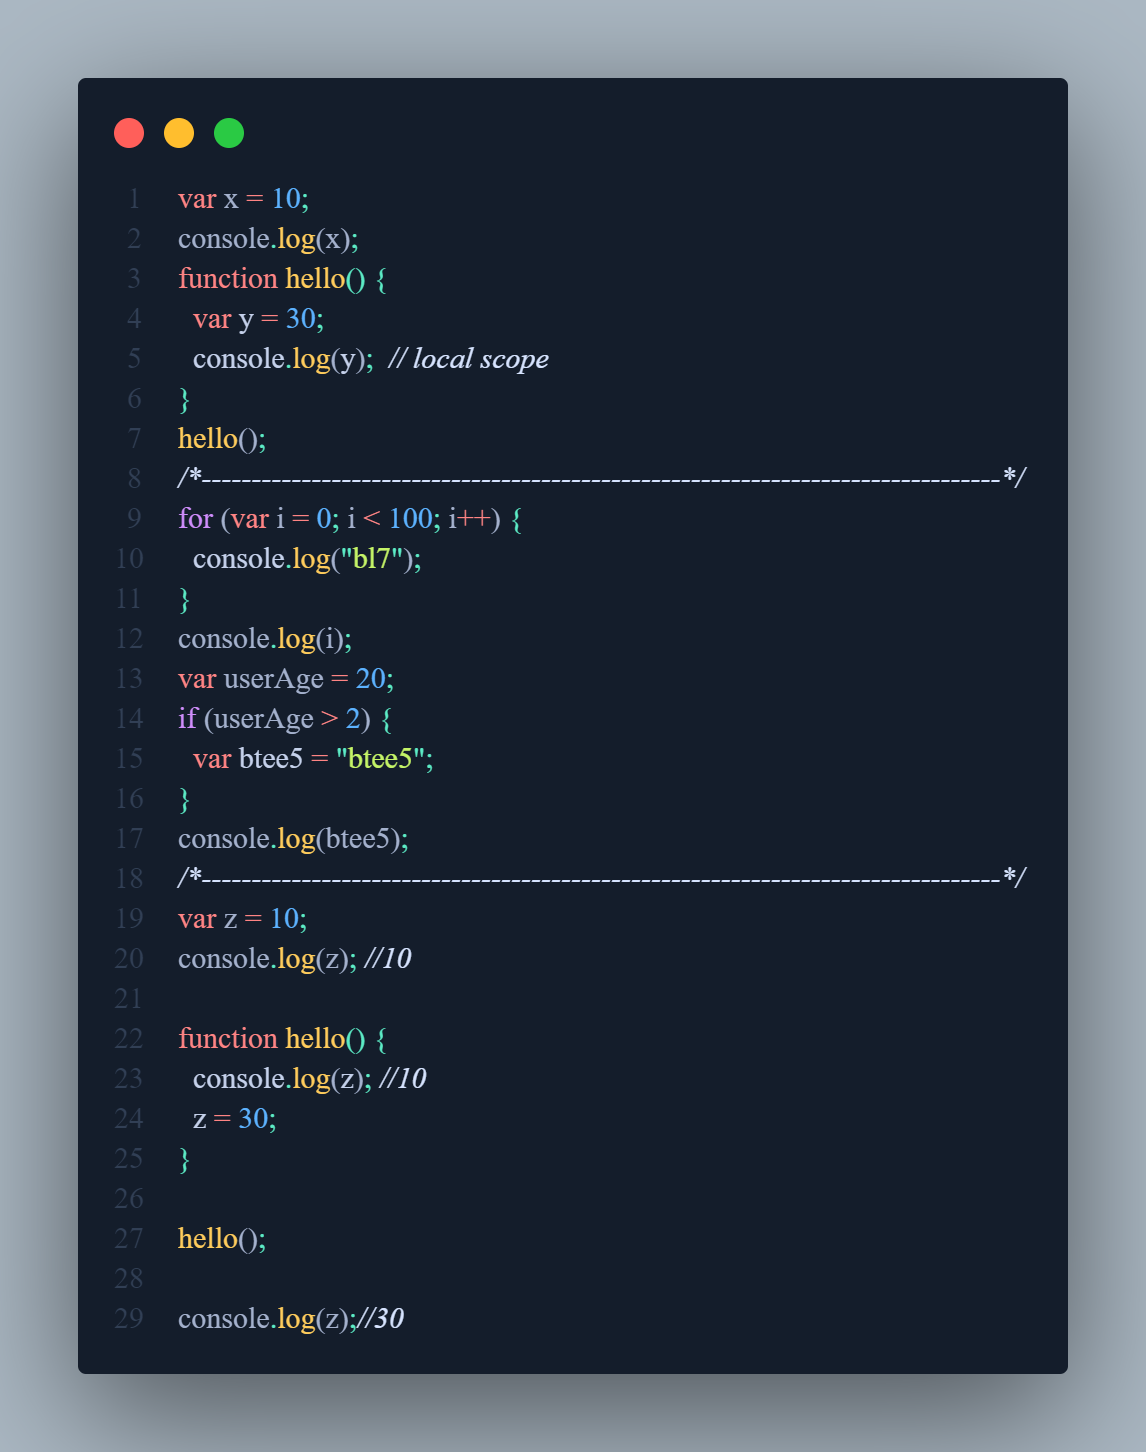 1 var x = 10;
2 console.log(x);
3 function hello() {
4   var y = 30;
5   console.log(y);  // local scope
6 }
7 hello();
8 /*--------------------------------------------------------------------------------*/
9 for (var i = 0; i < 100; i++) {
10   console.log("bl7");
11 }
12 console.log(i);
13 var userAge = 20;
14 if (userAge > 2) {
15   var btee5 = "btee5";
16 }
17 console.log(btee5);
18 /*--------------------------------------------------------------------------------*/
19 var z = 10;
20 console.log(z); //10
21
22 function hello() {
23   console.log(z); //10
24   z = 30;
25 }
26
27 hello();
28
29 console.log(z);//30